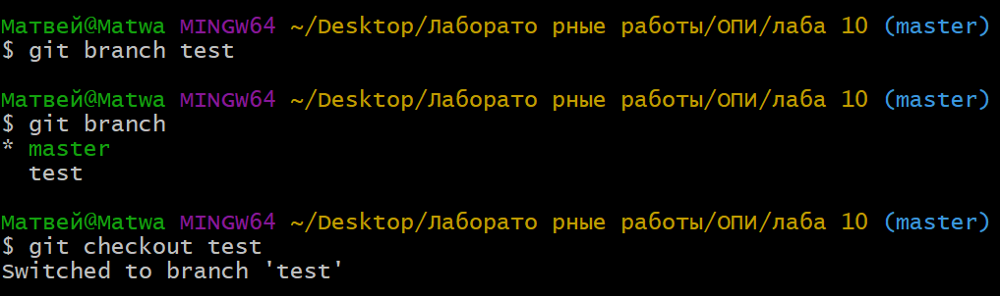 Матвей@Matwa MINGW64 ~/Desktop/Лаборато рные работы/ОПИ/лаба 10 (master)
$ git branch test
Матвей@Matwa MINGW64 ~/Desktop/Лаборато рные работы/ОПИ/лаба 10 (master)
$ git branch
* master
  test
Матвей@Matwa MINGW64 ~/Desktop/Лаборато рные работы/ОПИ/лаба 10 (master)
$ git checkout test
Switched to branch 'test'